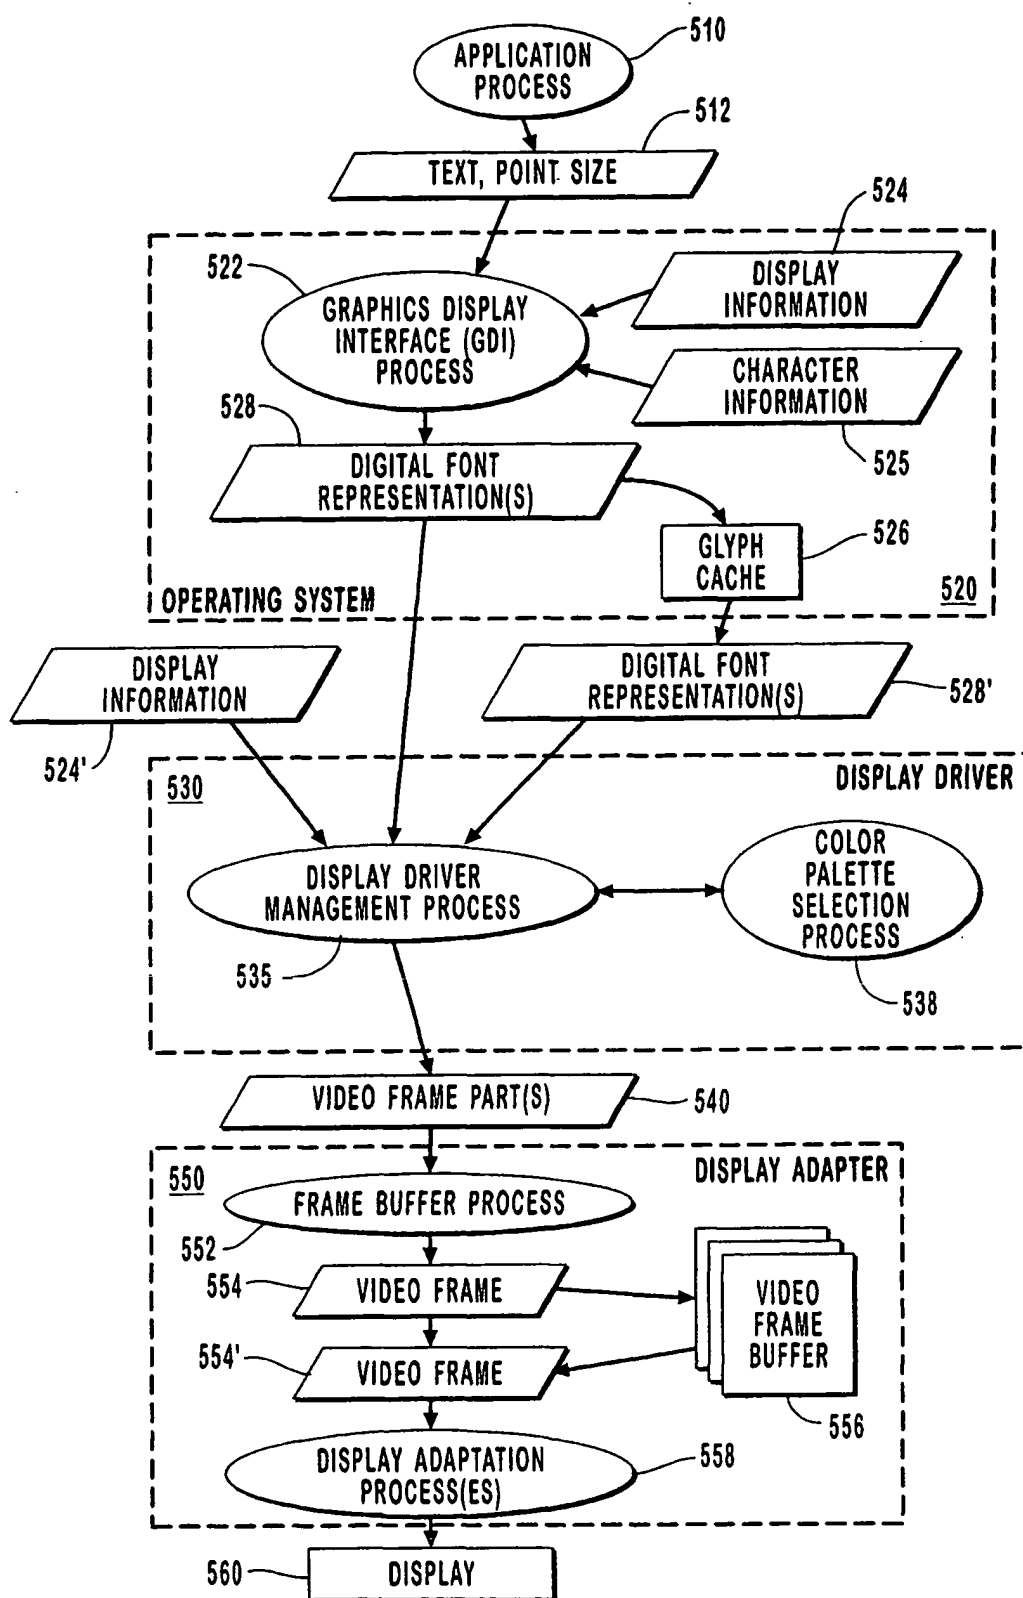 510
APPLICATION
PROCESS
512
TEXT, POINT SIZE
524
522
DISPLAY
INFORMATION
GRAPHICS DISPLAY
INTERFACE (GDI)
PROCESS
CHARACTER
INFORMATION
528
525
DIGITAL FONT
REPRESENTATION(S)
526
GLYPH
CACHE
OPERATING SYSTEM
520
DISPLAY
INFORMATION
DIGITAL FONT
REPRESENTATION(S)
528'
524'
530
DISPLAY DRIVER
COLOR
PALETTE
SELECTION
PROCESS
DISPLAY DRIVER
MANAGEMENT PROCESS
535
538
VIDEO FRAME PART(S)
540
550
DISPLAY ADAPTER
FRAME BUFFER PROCESS
552
554
VIDEO FRAME
VIDEO
FRAME
BUFFER
554'
VIDEO FRAME
556
DISPLAY ADAPTATION
PROCESS(ES)
558
560
DISPLAY